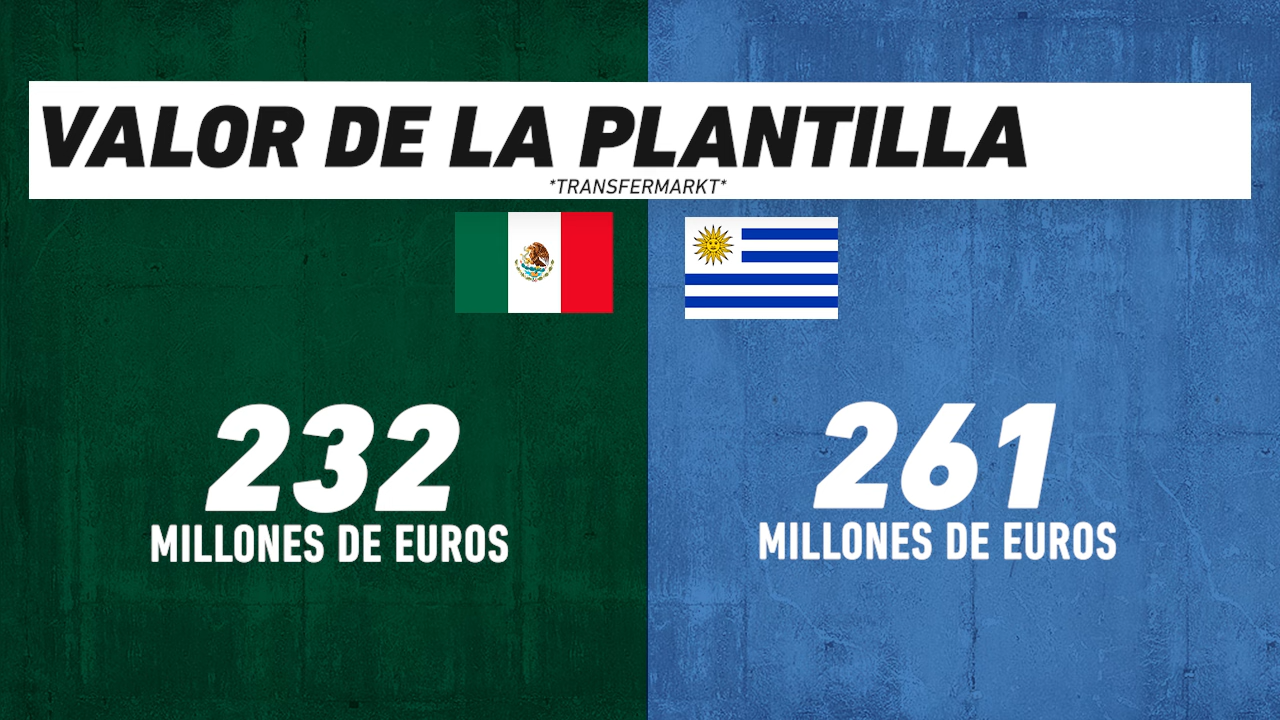 VALOR DE LA PLANTILLA
*TRANSFERMARKT*
232
MILLONES DE EUROS
261
MILLONES DE EUROS